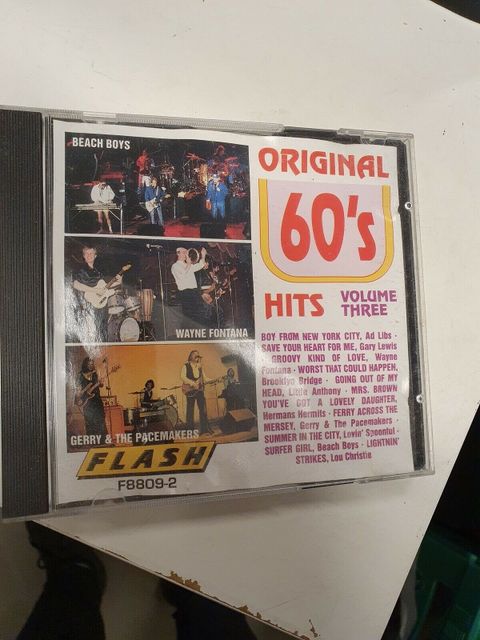 BEACH BOYS
ORIGINAL
60's
HITS VOLUME THREE
WAYNE FONTANA
GERRY & THE PACEMAKERS
BOY FROM NEW YORK CITY, Ad Libs ·
SAVE YOUR HEART FOR ME, Gary Lewis
· GROOVY KIND OF LOVE, Wayne
Fontana · WORST THAT COULD HAPPEN,
Brooklyn Bridge · GOING OUT OF MY
HEAD, Little Anthony · MRS. BROWN
YOU'VE GOT A LOVELY DAUGHTER,
Hermans Hermits · FERRY ACROSS THE
MERSEY, Gerry & The Pacemakers ·
SUMMER IN THE CITY, Lovin' Spoonful ·
SURFER GIRL, Beach Boys · LIGHTNIN'
STRIKES, Lou Christie
FLASH
F8809-2